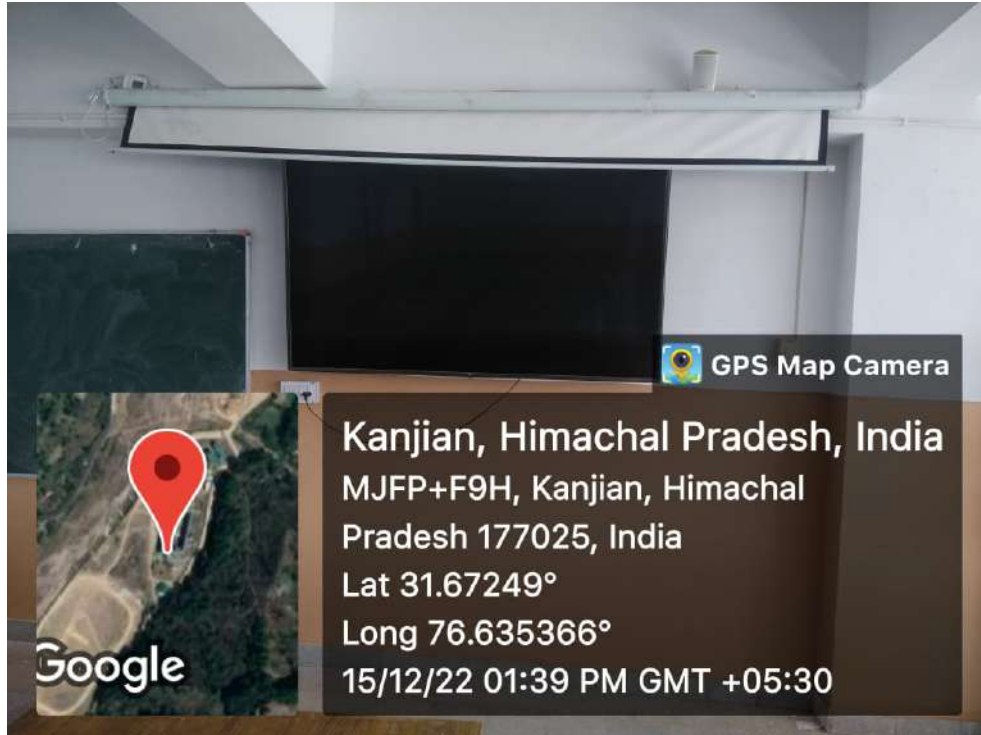 GPS Map Camera
Kanjian, Himachal Pradesh, India
MJFP+F9H, Kanjian, Himachal
Pradesh 177025, India
Lat 31.67249°
Long 76.635366°
15/12/22 01:39 PM GMT +05:30
Google